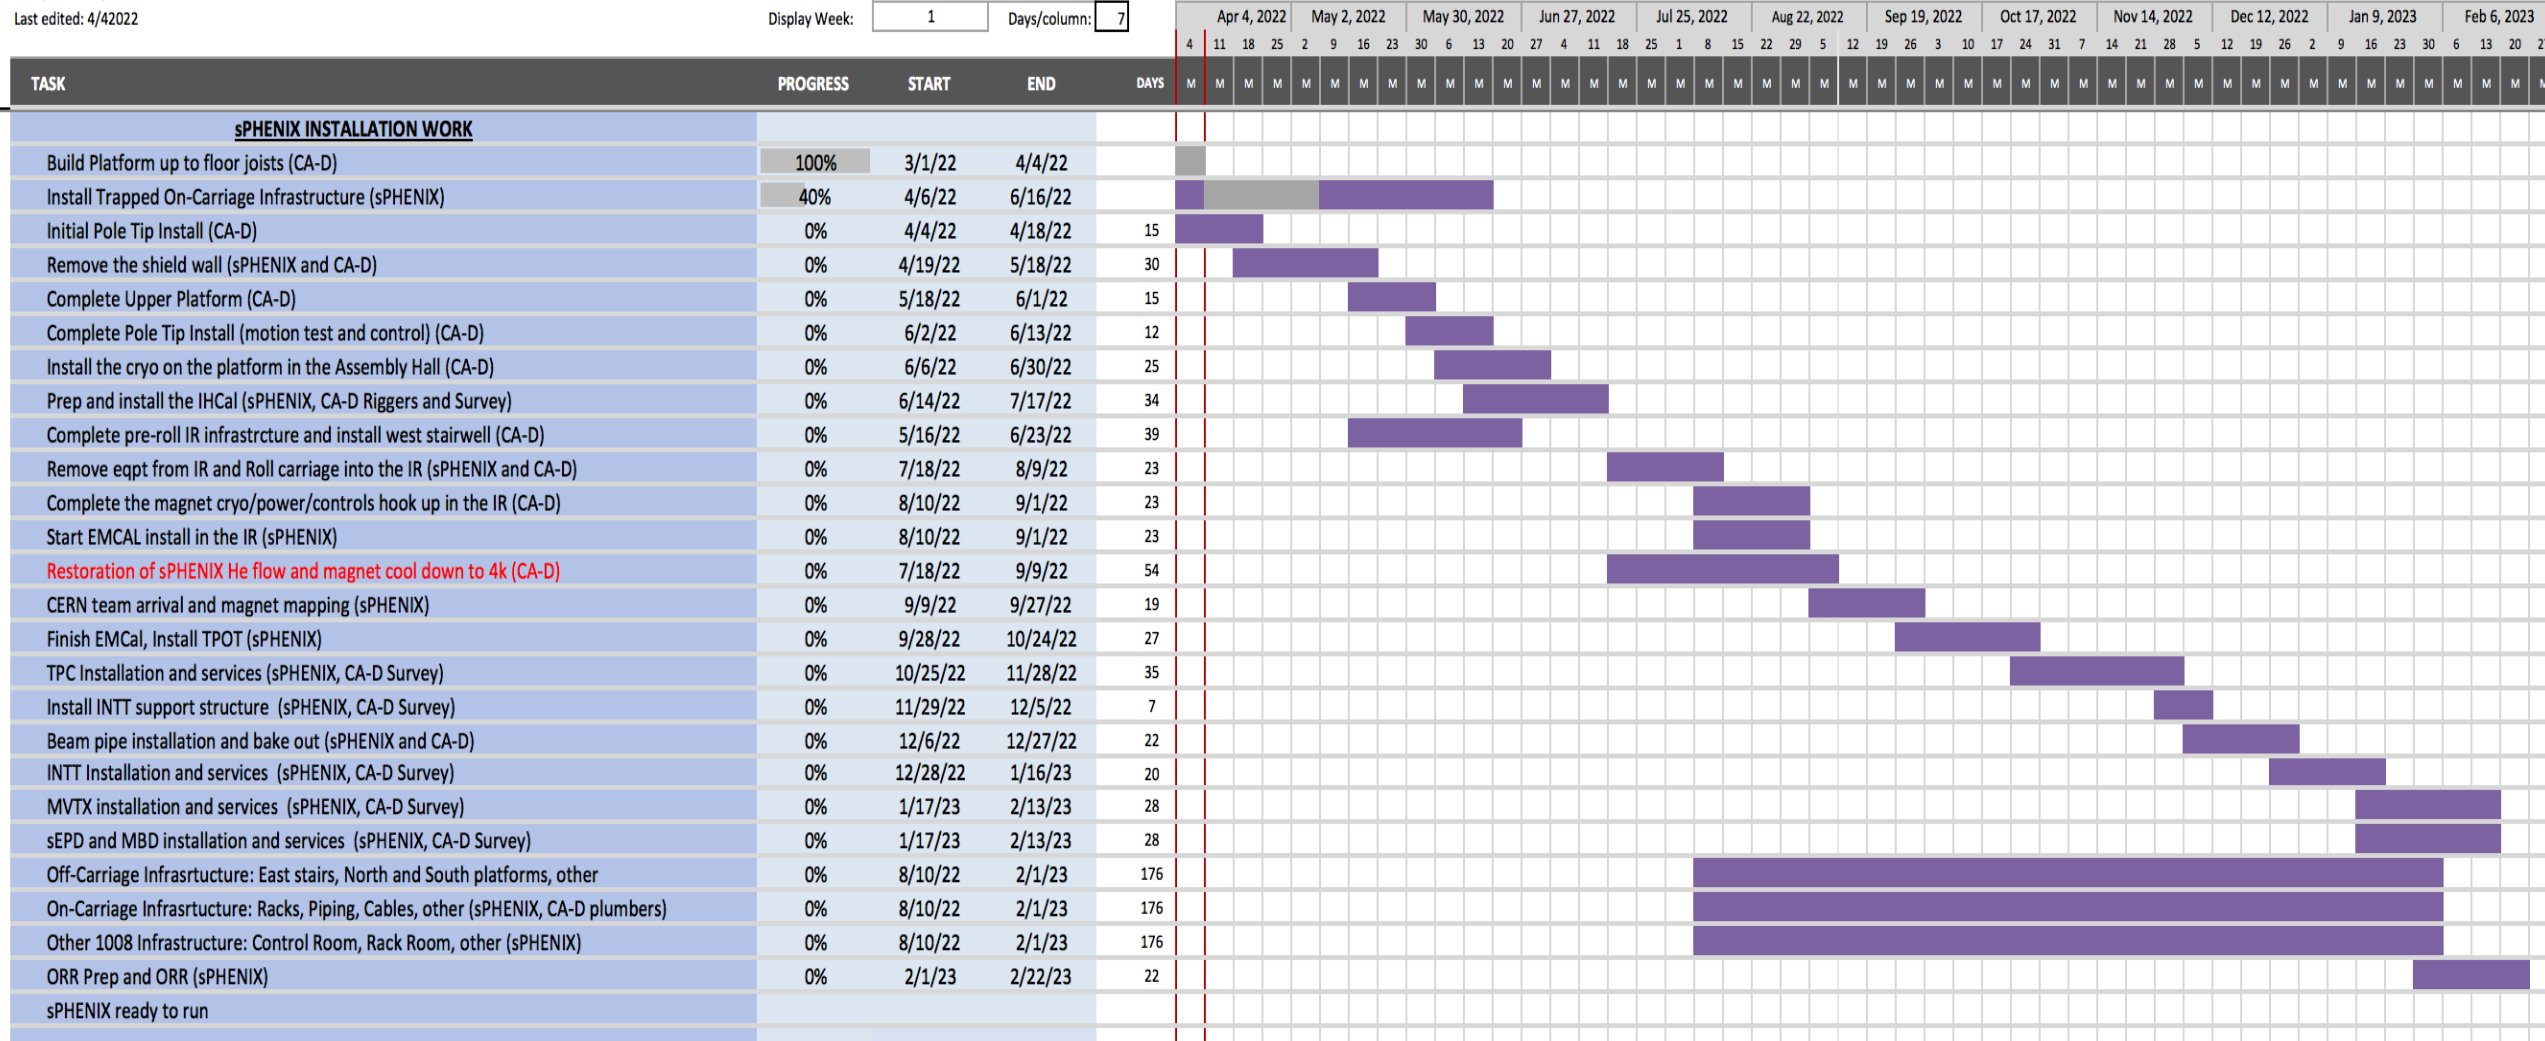 Last edited: 4/42022 Display Week: 1 Days/column: 7 Apr 4, 2022 May 2, 2022 May 30, 2022 Jun 27, 2022 Jul 25, 2022 Aug 22, 2022 Sep 19, 2022 Oct 17, 2022 Nov 14, 2022 Dec 12, 2022 Jan 9, 2023 Feb 6, 2023
4 11 18 25 2 9 16 23 30 6 13 20 27 4 11 18 25 1 8 15 22 29 5 12 19 26 3 10 17 24 31 7 14 21 28 5 12 19 26 2 9 16 23 30 6 13 20
TASK PROGRESS START END DAYS M M M M M M M M M M M M M M M M M M M M M M M M M M M M M M M M M M M M M M M M M M M M M M M
sPHENIX INSTALLATION WORK
Build Platform up to floor joists (CA-D) 100% 3/1/22 4/4/22
Install Trapped On-Carriage Infrastructure (sPHENIX) 40% 4/6/22 6/16/22
Initial Pole Tip Install (CA-D) 0% 4/4/22 4/18/22 15
Remove the shield wall (sPHENIX and CA-D) 0% 4/19/22 5/18/22 30
Complete Upper Platform (CA-D) 0% 5/18/22 6/1/22 15
Complete Pole Tip Install (motion test and control) (CA-D) 0% 6/2/22 6/13/22 12
Install the cryo on the platform in the Assembly Hall (CA-D) 0% 6/6/22 6/30/22 25
Prep and install the IHCal (sPHENIX, CA-D Riggers and Survey) 0% 6/14/22 7/17/22 34
Complete pre-roll IR infrastrcture and install west stairwell (CA-D) 0% 5/16/22 6/23/22 39
Remove eqpt from IR and Roll carriage into the IR (sPHENIX and CA-D) 0% 7/18/22 8/9/22 23
Complete the magnet cryo/power/controls hook up in the IR (CA-D) 0% 8/10/22 9/1/22 23
Start EMCAL install in the IR (sPHENIX) 0% 8/10/22 9/1/22 23
Restoration of sPHENIX He flow and magnet cool down to 4k (CA-D) 0% 7/18/22 9/9/22 54
CERN team arrival and magnet mapping (sPHENIX) 0% 9/9/22 9/27/22 19
Finish EMCal, Install TPOT (sPHENIX) 0% 9/28/22 10/24/22 27
TPC Installation and services (sPHENIX, CA-D Survey) 0% 10/25/22 11/28/22 35
Install INTT support structure (sPHENIX, CA-D Survey) 0% 11/29/22 12/5/22 7
Beam pipe installation and bake out (sPHENIX and CA-D) 0% 12/6/22 12/27/22 22
INTT Installation and services (sPHENIX, CA-D Survey) 0% 12/28/22 1/16/23 20
MVTX installation and services (sPHENIX, CA-D Survey) 0% 1/17/23 2/13/23 28
sEPD and MBD installation and services (sPHENIX, CA-D Survey) 0% 1/17/23 2/13/23 28
Off-Carriage Infrasrtucture: East stairs, North and South platforms, other 0% 8/10/22 2/1/23 176
On-Carriage Infrasrtucture: Racks, Piping, Cables, other (sPHENIX, CA-D plumbers) 0% 8/10/22 2/1/23 176
Other 1008 Infrastructure: Control Room, Rack Room, other (sPHENIX) 0% 8/10/22 2/1/23 176
ORR Prep and ORR (sPHENIX) 0% 2/1/23 2/22/23 22
sPHENIX ready to run